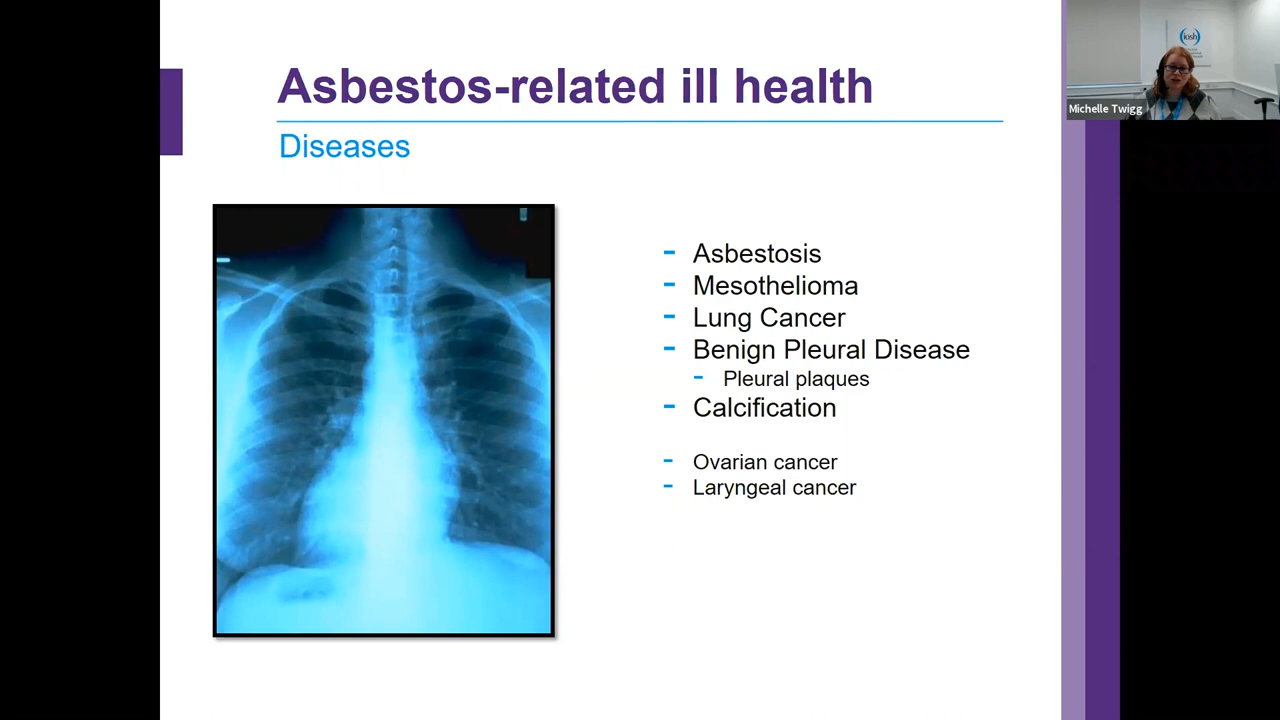 Asbestos-related ill health
Diseases
- Asbestosis
- Mesothelioma
- Lung Cancer
- Benign Pleural Disease
- Pleural plaques
- Calcification
- Ovarian cancer
- Laryngeal cancer
iosh
Michelle Twigg